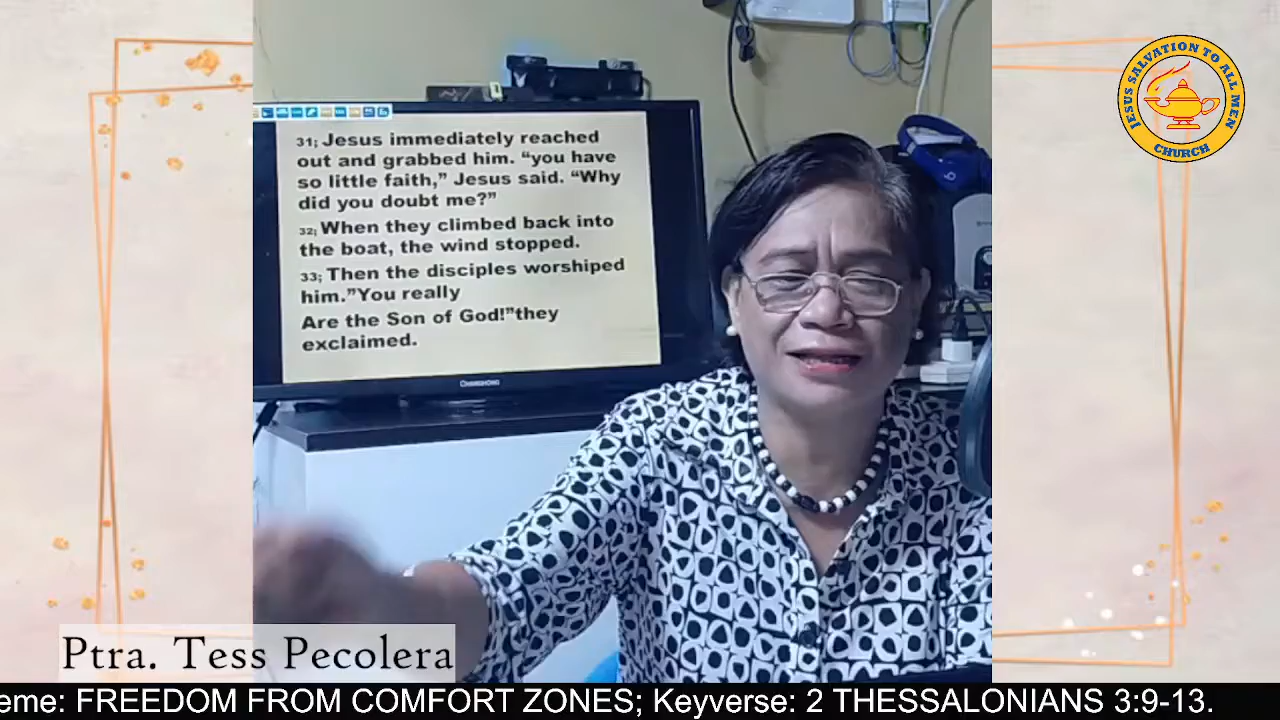 31; Jesus immediately reached
out and grabbed him. “you have
so little faith,” Jesus said. “Why
did you doubt me?”
32; When they climbed back into
the boat, the wind stopped.
33; Then the disciples worshiped
him.”You really
Are the Son of God!”they
exclaimed.
CHANGHONG
JESUS SALVATION TO ALL MEN
CHURCH
Ptra. Tess Pecolera
eme: FREEDOM FROM COMFORT ZONES; Keyverse: 2 THESSALONIANS 3:9-13.